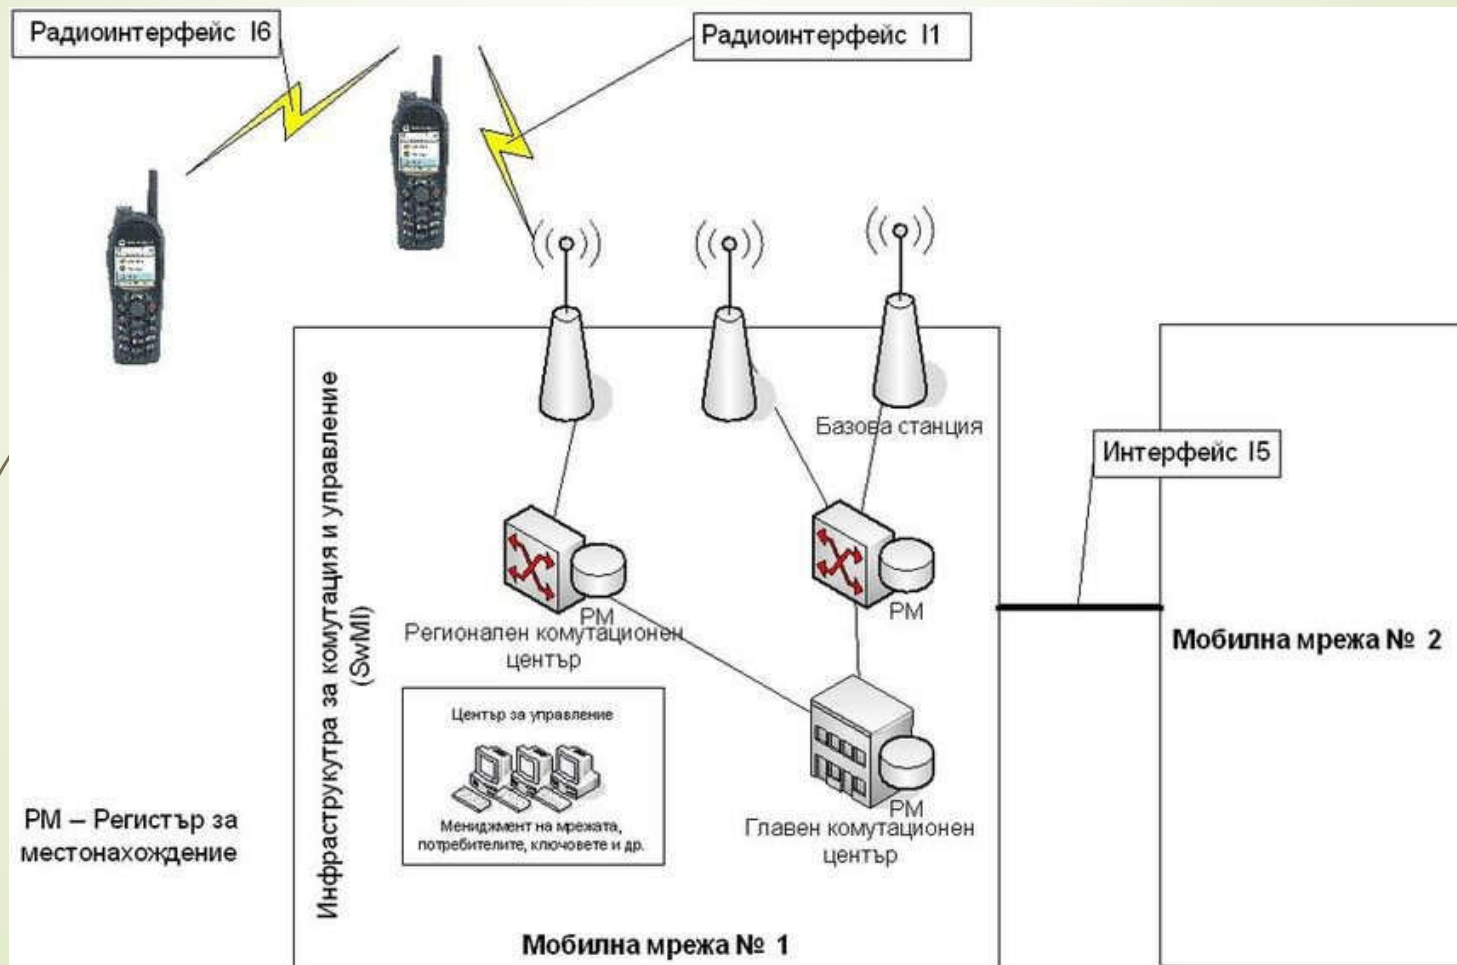 Радиоинтерфейс I6
Радиоинтерфейс I1
Базова станция
Интерфейс I5
Инфраструкутра за комутация и управление
(SwMI)
РМ
Регионален комутационен
център
РМ
Мобилна мрежа № 2
Център за управление
Мениджмънт на мрежата,
потребителите, ключовете и др.
РМ
Главен комутационен
център
РМ – Регистър за
местонахождение
Мобилна мрежа № 1